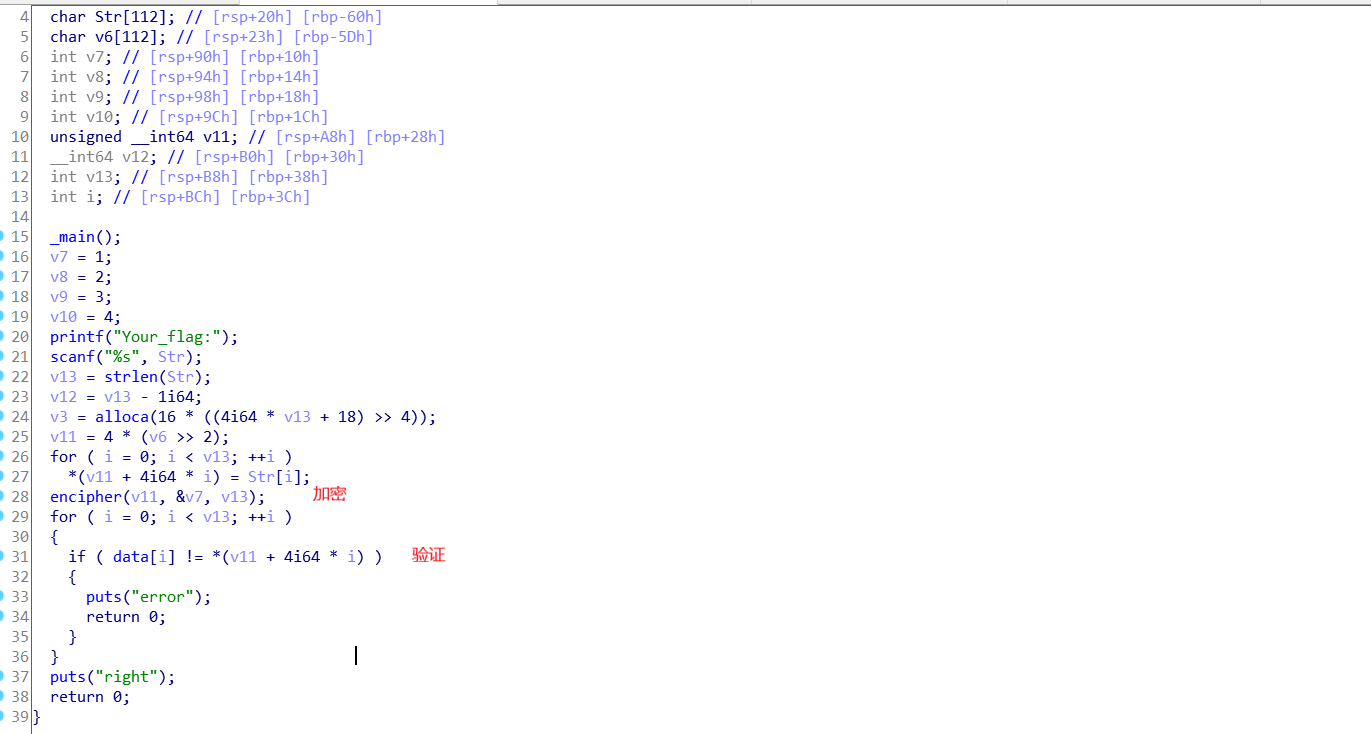 4 char Str[112]; // [rsp+20h] [rbp-60h]
5 char v6[112]; // [rsp+23h] [rbp-5Dh]
6 int v7; // [rsp+90h] [rbp+10h]
7 int v8; // [rsp+94h] [rbp+14h]
8 int v9; // [rsp+98h] [rbp+18h]
9 int v10; // [rsp+9Ch] [rbp+1Ch]
10 unsigned __int64 v11; // [rsp+A8h] [rbp+28h]
11 __int64 v12; // [rsp+B0h] [rbp+30h]
12 int v13; // [rsp+B8h] [rbp+38h]
13 int i; // [rsp+BCh] [rbp+3Ch]
14
15 _main();
16 v7 = 1;
17 v8 = 2;
18 v9 = 3;
19 v10 = 4;
20 printf("Your_flag:");
21 scanf("%s", Str);
22 v13 = strlen(Str);
23 v12 = v13 - 1i64;
24 v3 = alloca(16 * ((4i64 * v13 + 18) >> 4));
25 v11 = 4 * (v6 >> 2);
26 for ( i = 0; i < v13; ++i )
27 *(v11 + 4i64 * i) = Str[i];
28 encipher(v11, &v7, v13); 加密
29 for ( i = 0; i < v13; ++i )
30 {
31 if ( data[i] != *(v11 + 4i64 * i) ) 验证
32 {
33 puts("error");
34 return 0;
35 }
36 }
37 puts("right");
38 return 0;
39 }